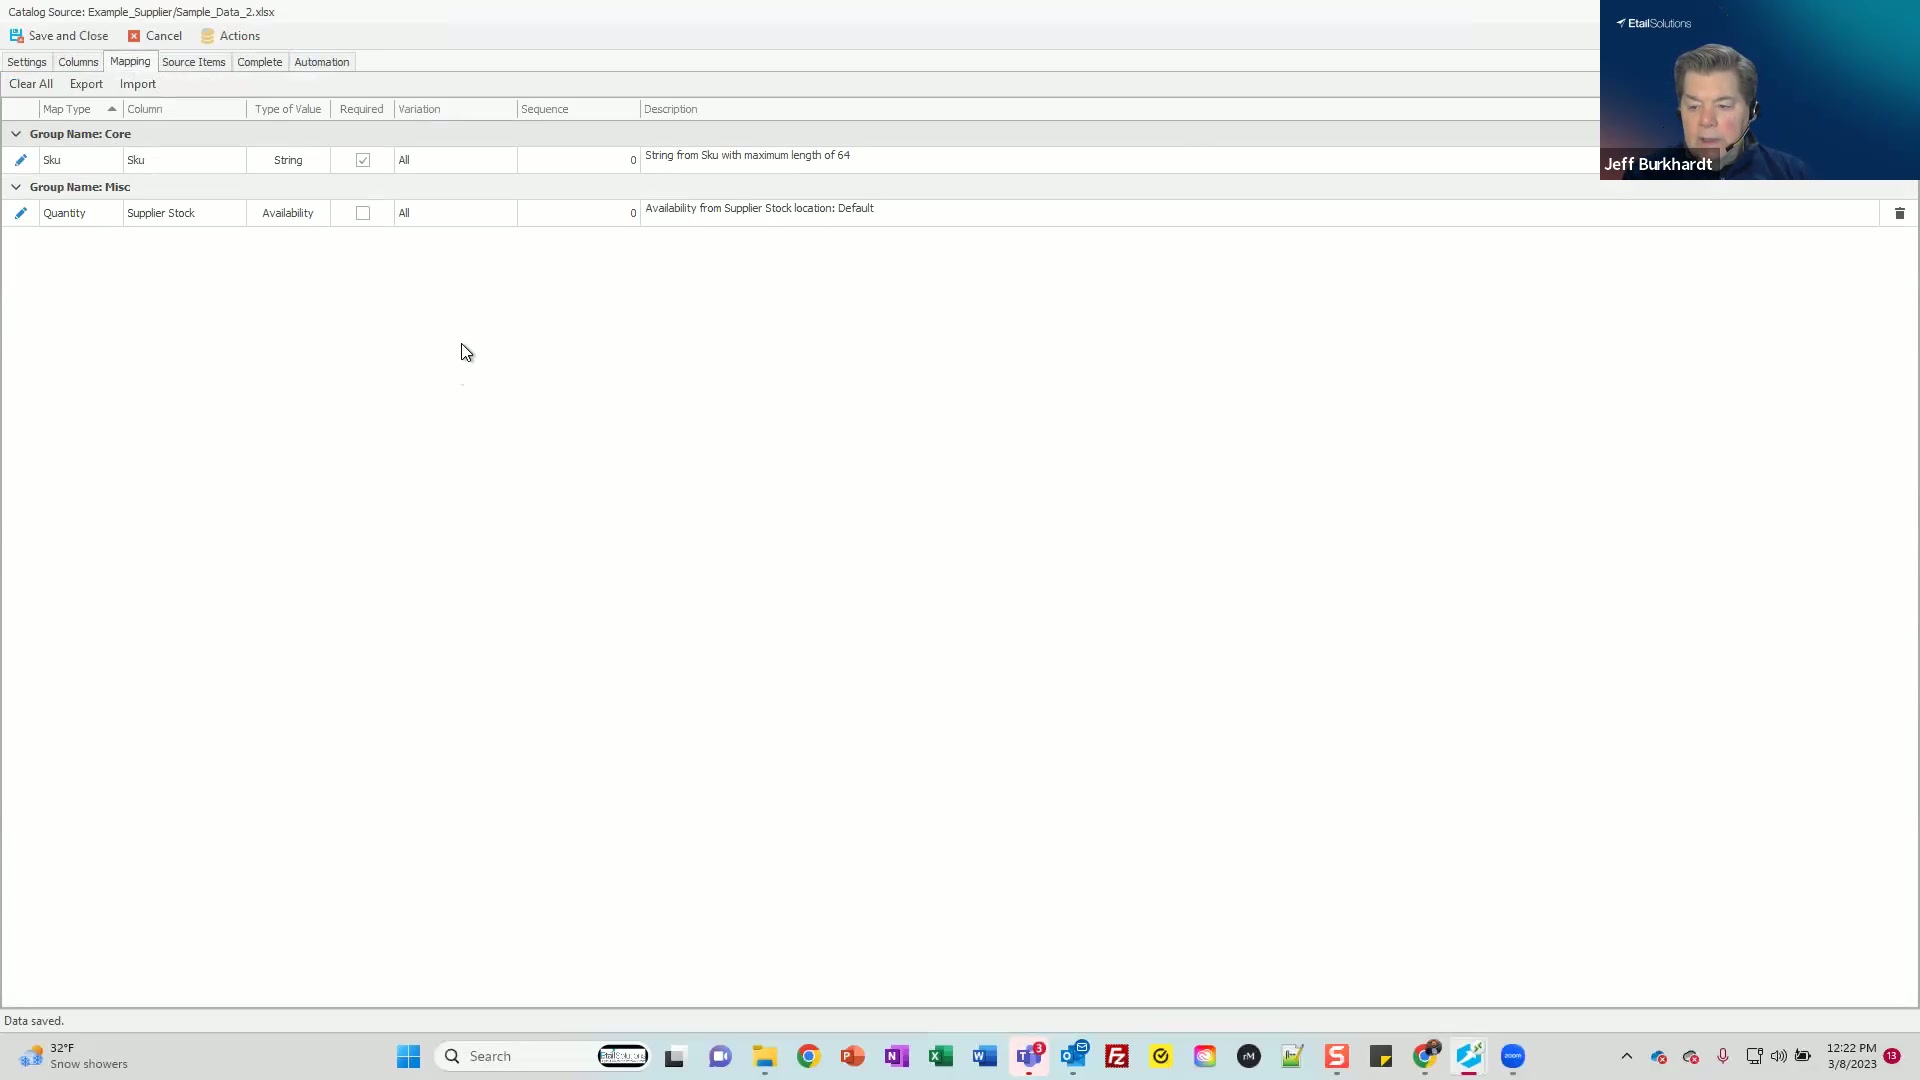 Catalog Source: Example_Supplier/Sample_Data_2.xlsx
Save and Close Cancel Actions
Settings Columns Mapping Source Items Complete Automation
Clear All Export Import
Map Type Column Type of Value Required Variation Sequence Description
Group Name: Core
Sku Sku String All 0 String from Sku with maximum length of 64
Group Name: Misc
Quantity Supplier Stock Availability All 0 Availability from Supplier Stock location: Default
EtailSolutions
Jeff Burkhardt
Data saved.
32°F
Snow showers
Search
EtailSolutions
3
rM
zoom
12:22 PM
3/8/2023
13